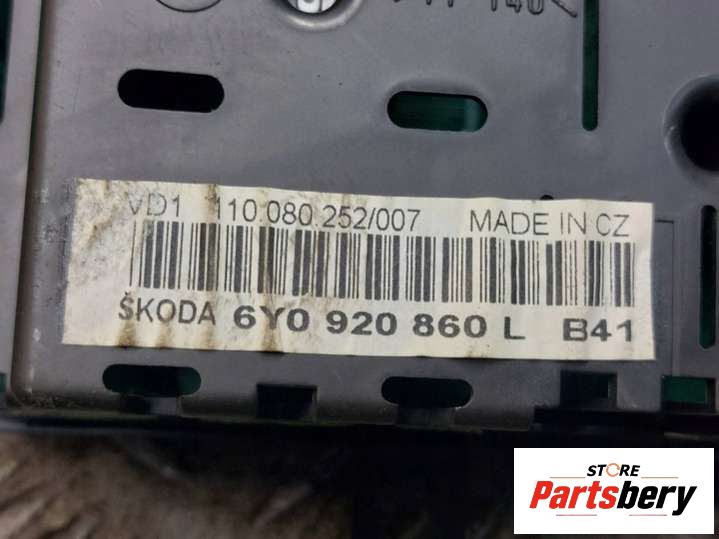 VD1 110.080.252/007 MADE IN CZ
ŠKODA 6Y0 920 860 L B41
STORE
Partsbery